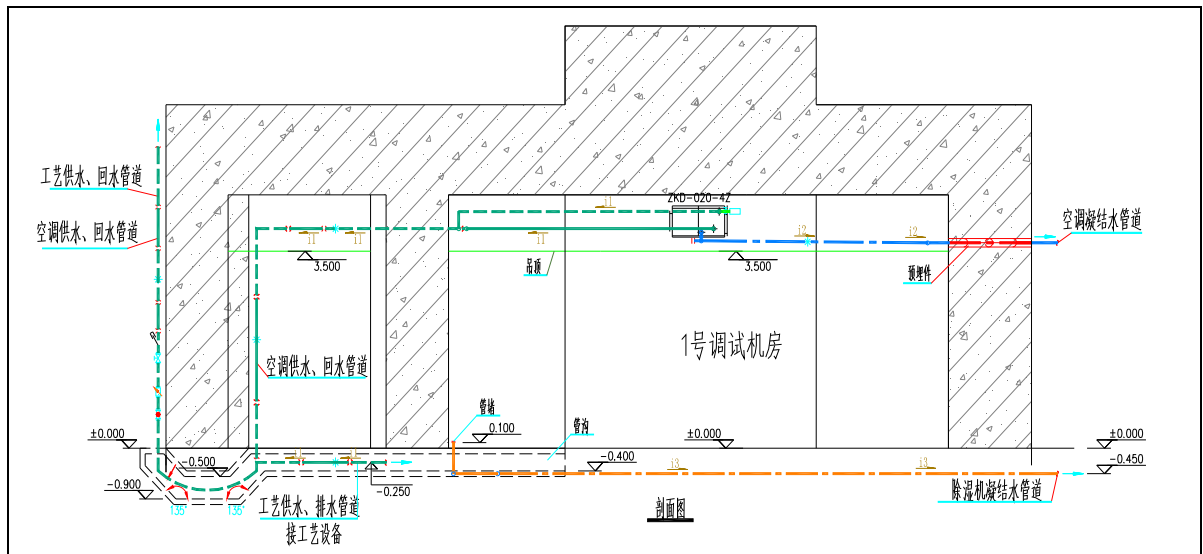 ZKD-020-4Z
i1
工艺供水、回水管道
空调供水、回水管道
i1
i1
i1
i2
i2
空调凝结水管道
3.500
吊顶
3.500
预埋件
1号调试机房
空调供水、回水管道
管堵
0.100
管沟
±0.000
±0.000
±0.000
-0.500
-0.400
-0.450
i3
i3
-0.900
-0.250
135
135
工艺供水、排水管道
接工艺设备
除湿机凝结水管道
剖面图